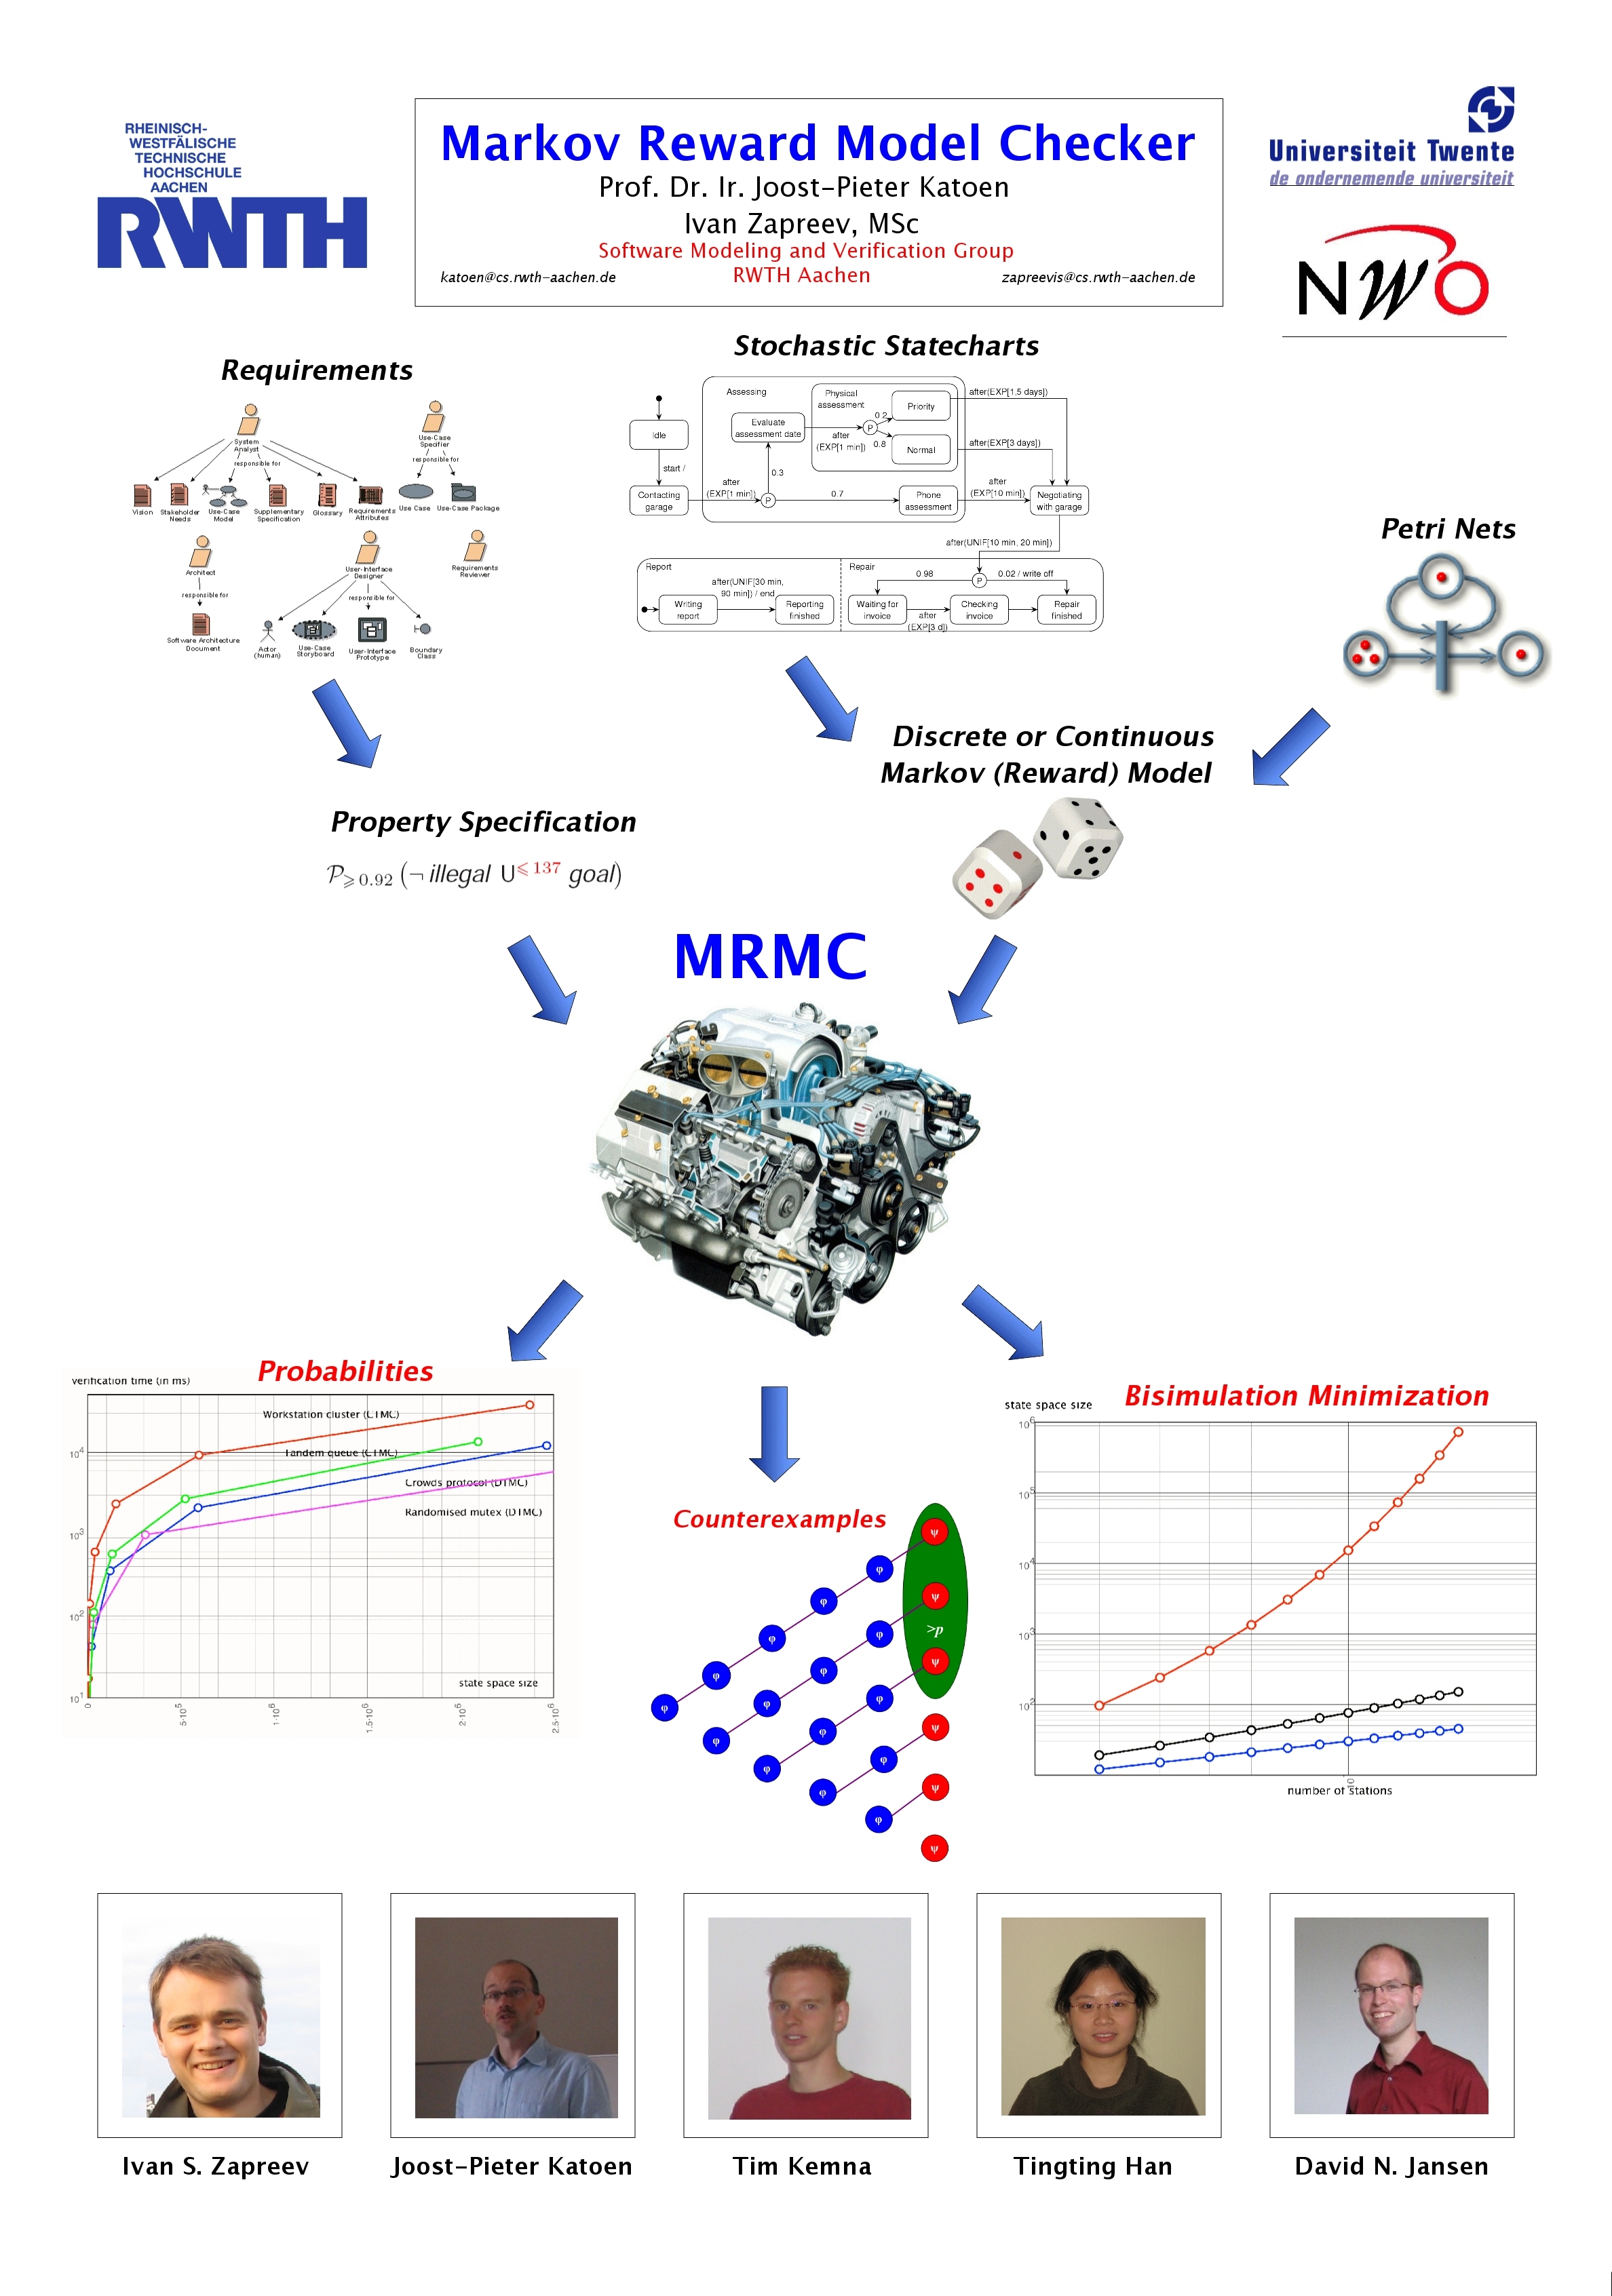 RHEINISCH-
WESTFÄLISCHE
TECHNISCHE
HOCHSCHULE
AACHEN
RWTH
Markov Reward Model Checker
Prof. Dr. Ir. Joost-Pieter Katoen
Ivan Zapreev, MSc
Software Modeling and Verification Group
katoen@cs.rwth-aachen.de
RWTH Aachen
zapreevis@cs.rwth-aachen.de
Universiteit Twente
de ondernemende universiteit
NWO
Requirements
System
Analyst
responsible for
Vision
Stakeholder
Needs
Use-Case
Model
Supplementary
Specification
Glossary
Requirements
Attributes
Use-Case
Specifier
responsible for
Use Case
Use-Case Package
Architect
responsible for
Software Architecture
Document
User-Interface
Designer
responsible for
Actor
(human)
Use-Case
Storyboard
User-Interface
Prototype
Boundary
Class
Requirements
Reviewer
Stochastic Statecharts
Idle
start /
Contacting
garage
after
(EXP[1 min])
P
Assessing
Evaluate
assessment date
0.3
0.7
after
(EXP[1 min])
Physical
assessment
P
0.2
0.8
Priority
Normal
Phone
assessment
after(EXP[1,5 days])
after(EXP[3 days])
after
(EXP[10 min])
Negotiating
with garage
after(UNIF[10 min, 20 min])
Report
Writing
report
after(UNIF[30 min,
90 min]) / end
Reporting
finished
Repair
0.98
P
0.02 / write off
Waiting for
invoice
after
(EXP[3 d])
Checking
invoice
Repair
finished
Petri Nets
Discrete or Continuous
Markov (Reward) Model
Property Specification
P⩾0.92 (¬ illegal U⩽137 goal)
MRMC
Probabilities
verification time (in ms)
Workstation cluster (CTMC)
Tandem queue (CTMC)
Crowds protocol (DTMC)
Randomised mutex (DTMC)
state space size
10^4
10^3
10^2
10^1
0
5·10^5
1·10^6
1.5·10^6
2·10^6
2.5·10^6
Counterexamples
ψ
φ
ψ
φ
>p
φ
φ
ψ
φ
φ
φ
φ
φ
φ
ψ
φ
φ
φ
φ
ψ
φ
φ
ψ
Bisimulation Minimization
state space size
10^6
10^5
10^4
10^3
10^2
10
number of stations
Ivan S. Zapreev
Joost-Pieter Katoen
Tim Kemna
Tingting Han
David N. Jansen